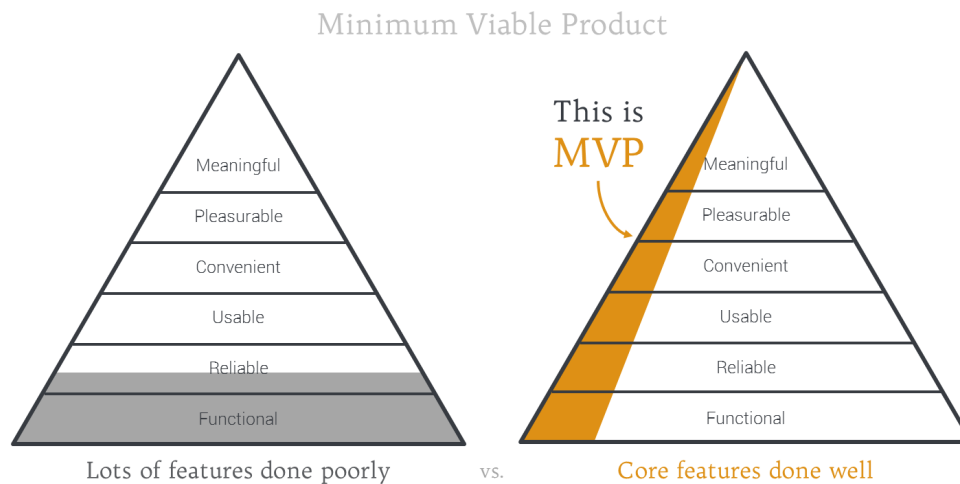 Minimum Viable Product
Meaningful
Pleasurable
Convenient
Usable
Reliable
Functional
Lots of features done poorly
vs.
This is
MVP
Meaningful
Pleasurable
Convenient
Usable
Reliable
Functional
Core features done well